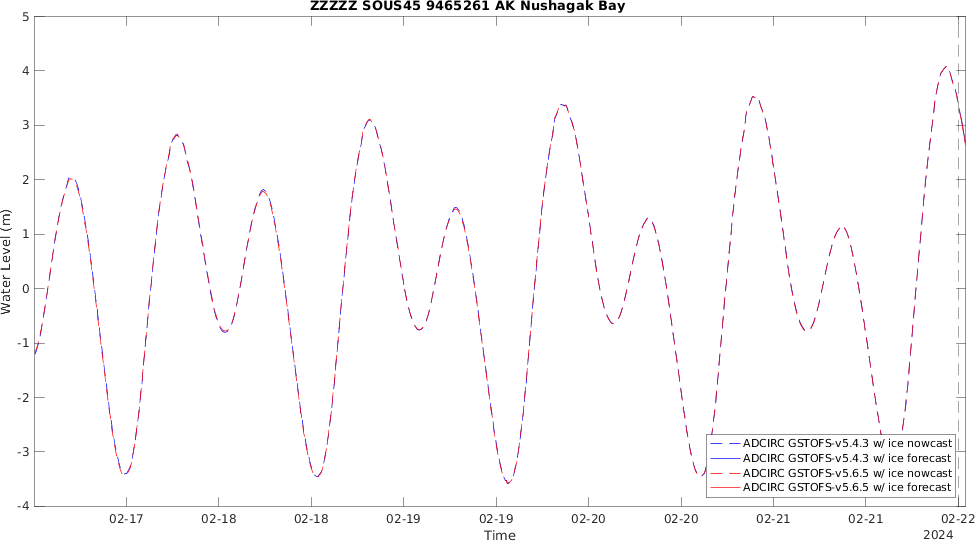 ZZZZZ SOUS45 9465261 AK Nushagak Bay
5
4
3
2
1
0
-1
-2
-3
-4
Water Level (m)
ADCIRC GSTOFS-v5.4.3 w/ ice nowcast
ADCIRC GSTOFS-v5.4.3 w/ ice forecast
ADCIRC GSTOFS-v5.6.5 w/ ice nowcast
ADCIRC GSTOFS-v5.6.5 w/ ice forecast
02-17 02-18 02-18 02-19 02-19 02-20 02-20 02-21 02-21 02-22
Time
2024